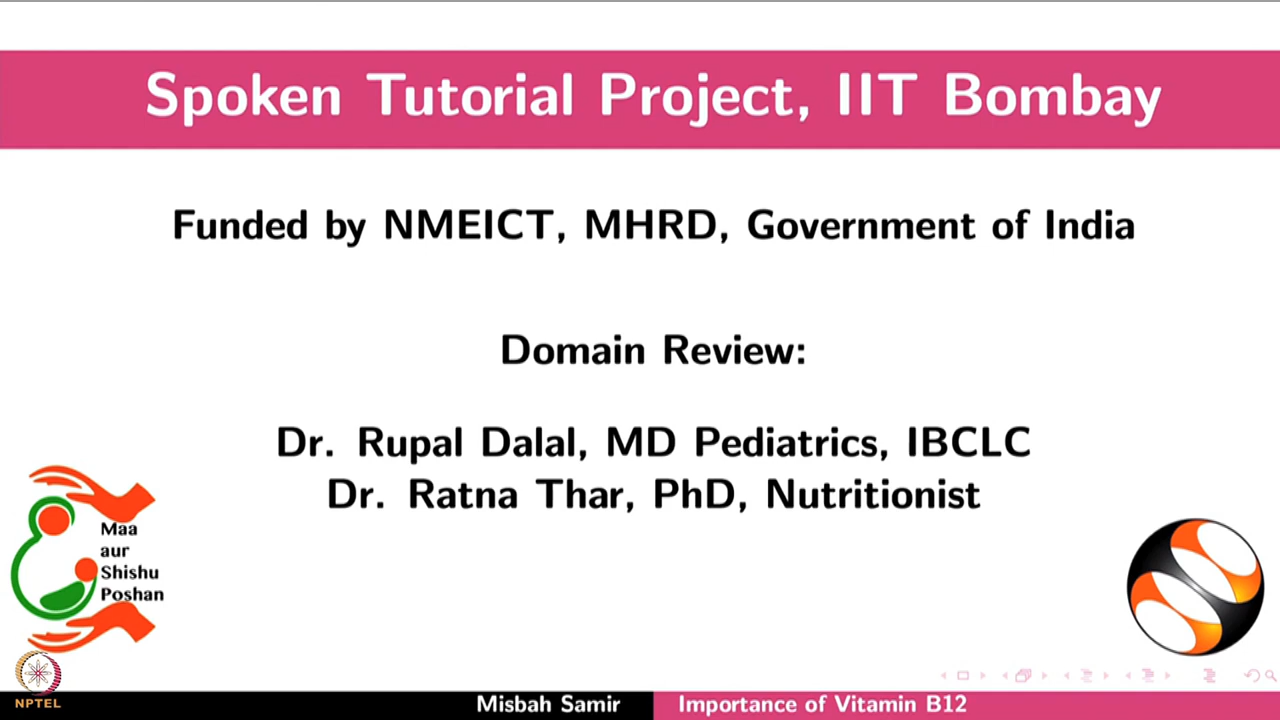 Spoken Tutorial Project, IIT Bombay
Funded by NMEICT, MHRD, Government of India
Domain Review:
Dr. Rupal Dalal, MD Pediatrics, IBCLC
Dr. Ratna Thar, PhD, Nutritionist
Maa
aur
Shishu
Poshan
NPTEL
Misbah Samir
Importance of Vitamin B12